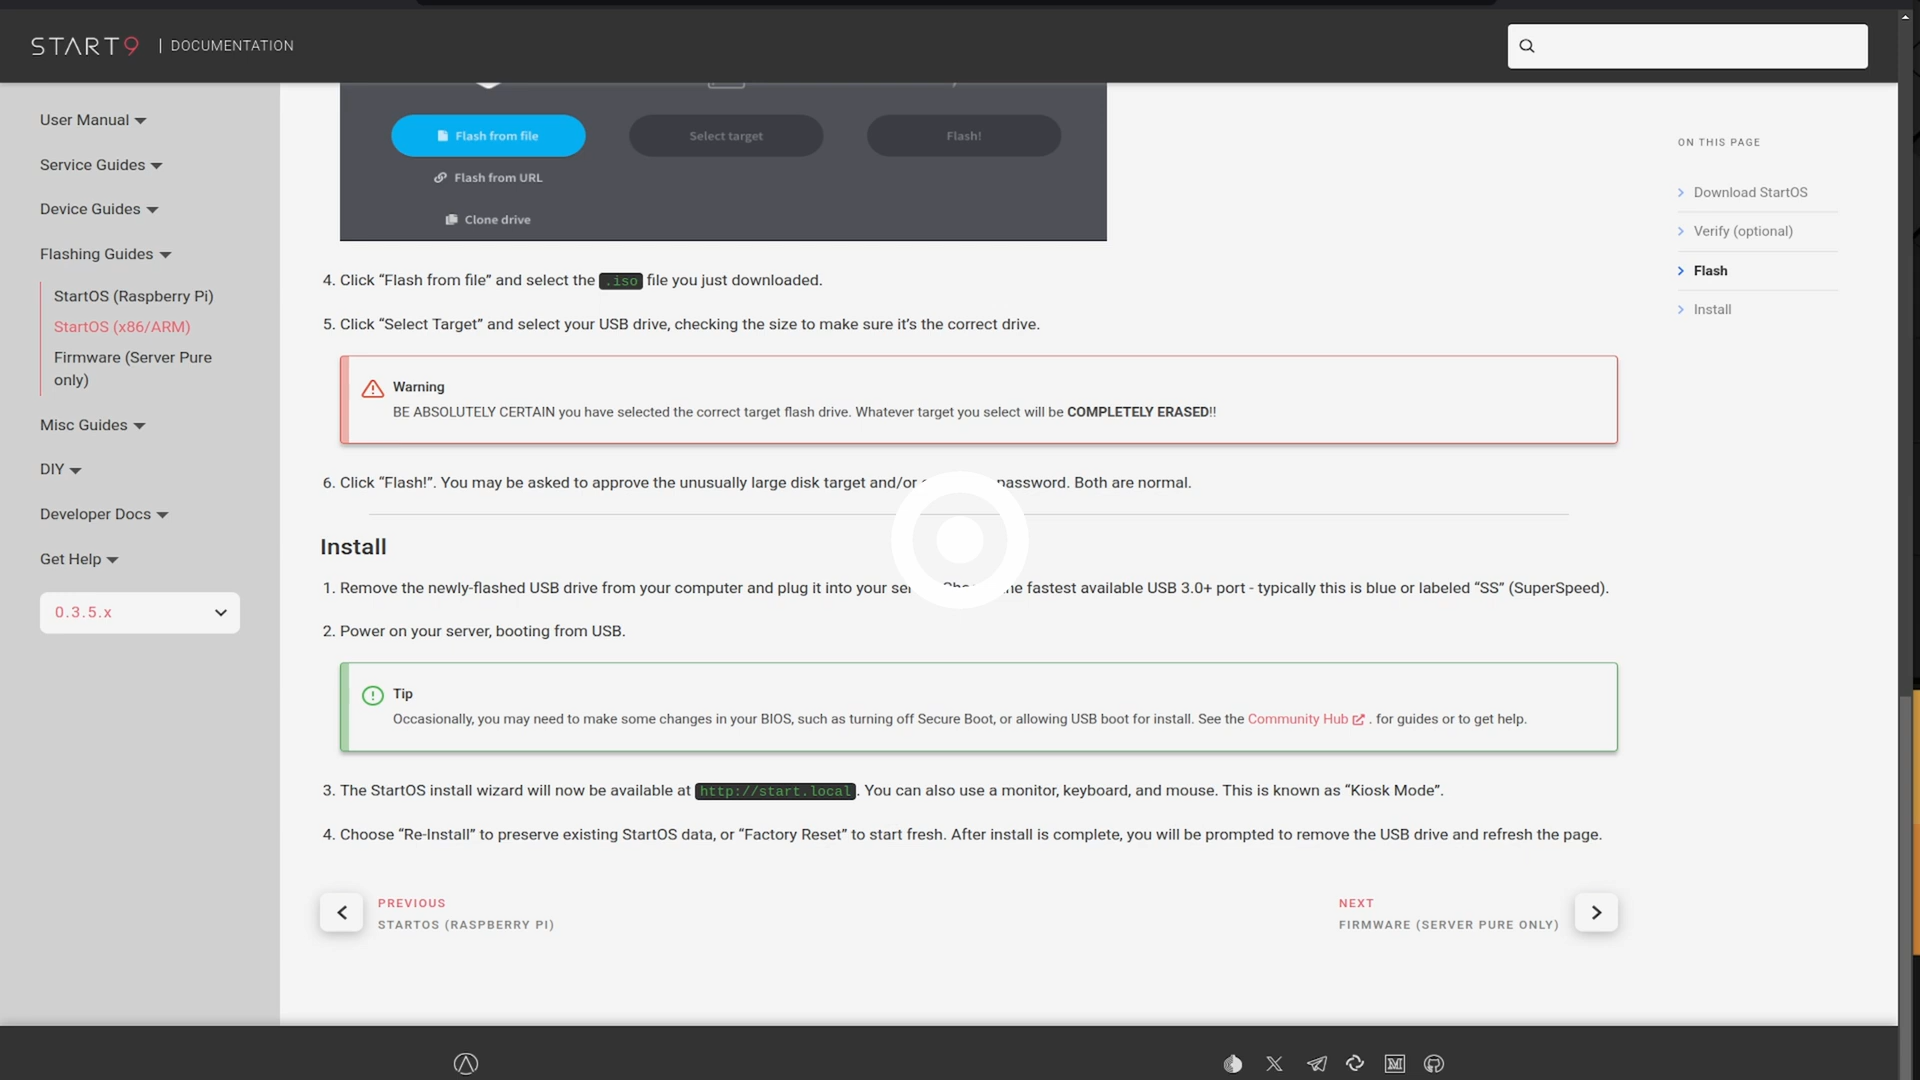 START9 | DOCUMENTATION
User Manual
Service Guides
Device Guides
Flashing Guides
StartOS (Raspberry Pi)
StartOS (x86/ARM)
Firmware (Server Pure
only)
Misc Guides
DIY
Developer Docs
Get Help
0.3.5.x
Flash from file
Select target
Flash!
Flash from URL
Clone drive
4. Click “Flash from file” and select the .iso file you just downloaded.
5. Click “Select Target” and select your USB drive, checking the size to make sure it’s the correct drive.
Warning
BE ABSOLUTELY CERTAIN you have selected the correct target flash drive. Whatever target you select will be COMPLETELY ERASED!!
6. Click “Flash!”. You may be asked to approve the unusually large disk target and/or password. Both are normal.
Install
1. Remove the newly-flashed USB drive from your computer and plug it into your fastest available USB 3.0+ port - typically this is blue or labeled “SS” (SuperSpeed).
2. Power on your server, booting from USB.
Tip
Occasionally, you may need to make some changes in your BIOS, such as turning off Secure Boot, or allowing USB boot for install. See the Community Hub . for guides or to get help.
3. The StartOS install wizard will now be available at http://start.local. You can also use a monitor, keyboard, and mouse. This is known as “Kiosk Mode”.
4. Choose “Re-Install” to preserve existing StartOS data, or “Factory Reset” to start fresh. After install is complete, you will be prompted to remove the USB drive and refresh the page.
PREVIOUS
STARTOS (RASPBERRY PI)
NEXT
FIRMWARE (SERVER PURE ONLY)
ON THIS PAGE
Download StartOS
Verify (optional)
Flash
Install